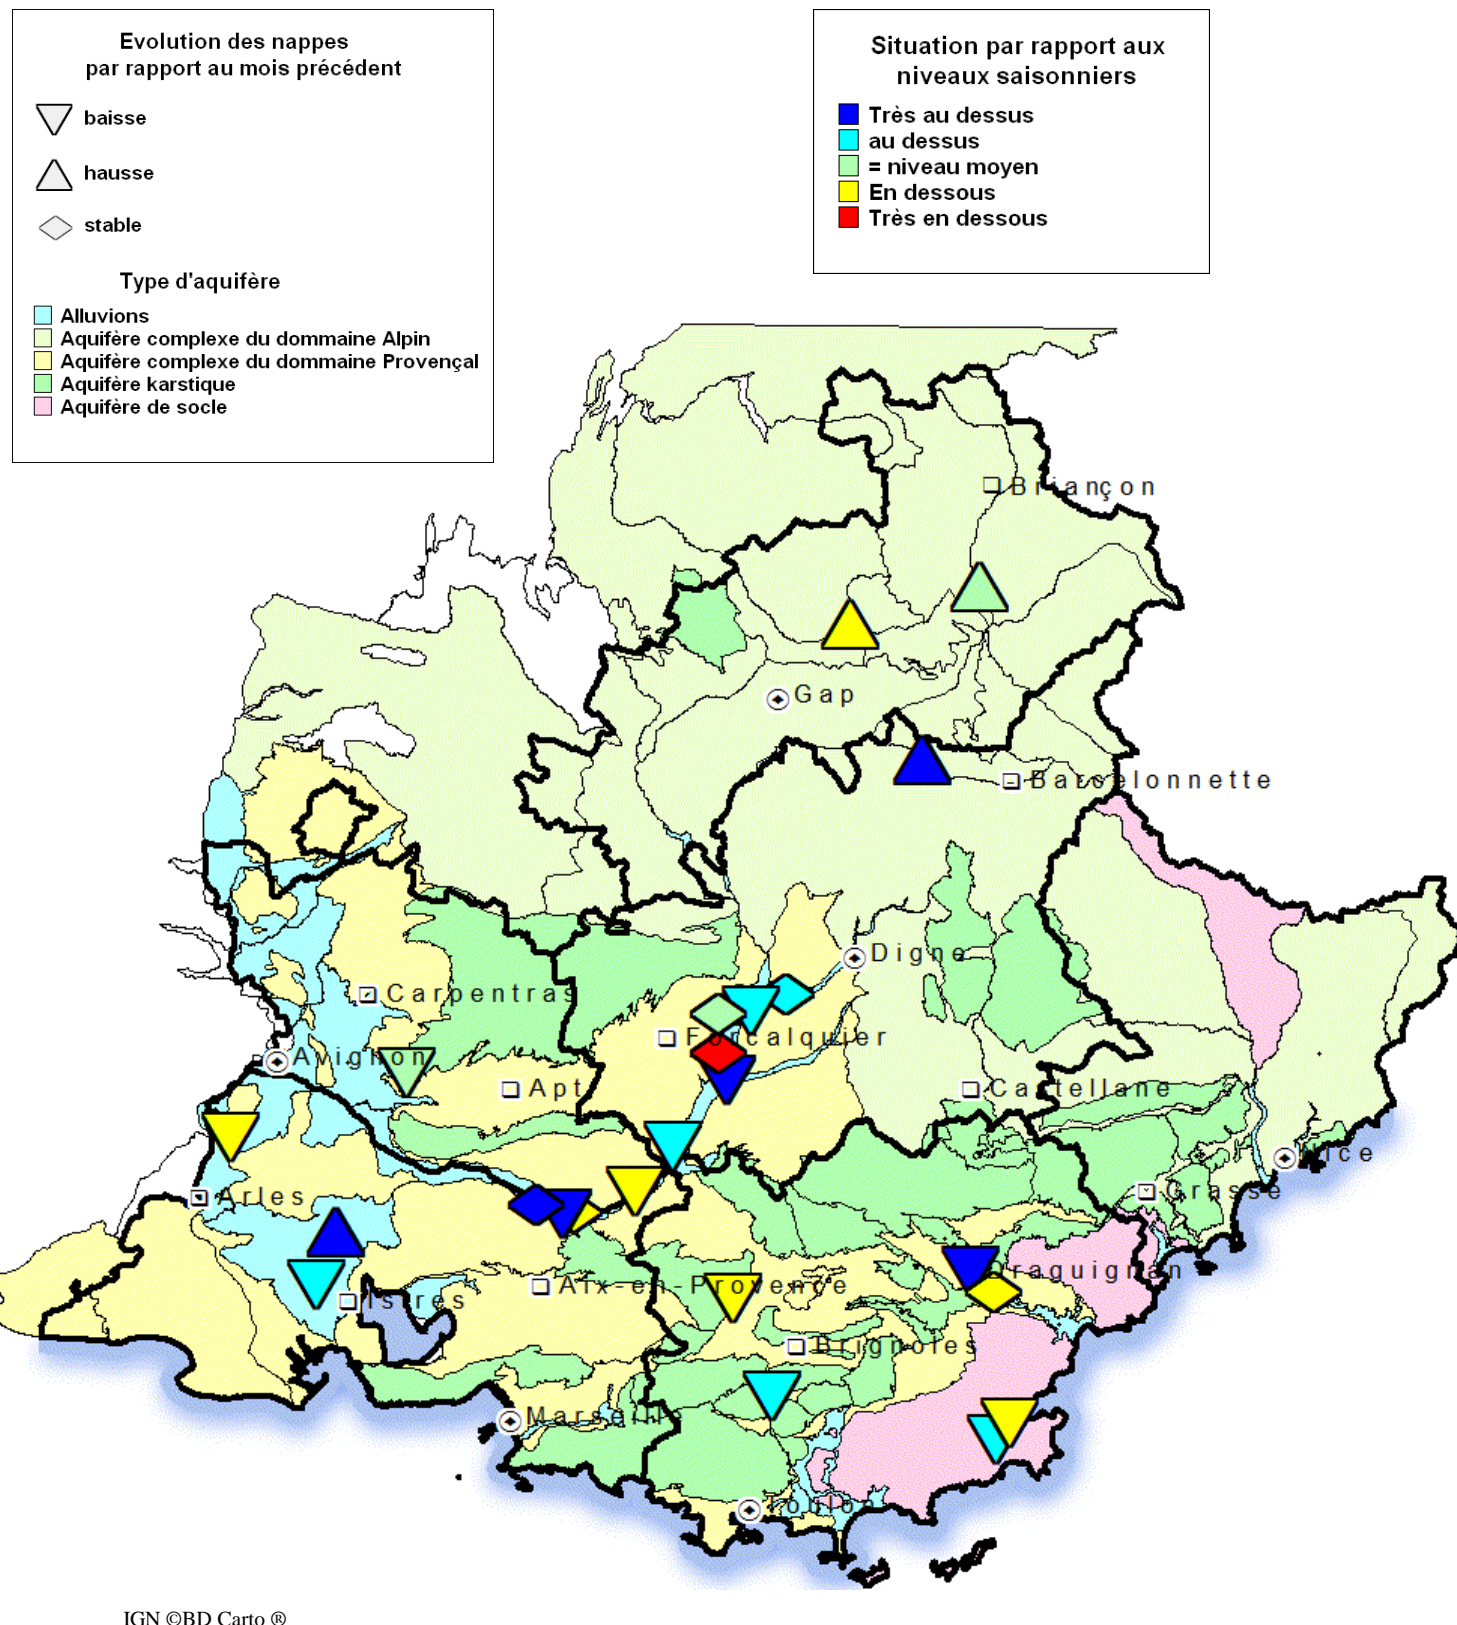 Evolution des nappes
par rapport au mois précédent
baisse
hausse
stable
Type d'aquifère
Alluvions
Aquifère complexe du dommaine Alpin
Aquifère complexe du dommaine Provençal
Aquifère karstique
Aquifère de socle
Situation par rapport aux
niveaux saisonniers
Très au dessus
au dessus
= niveau moyen
En dessous
Très en dessous
Briançon
Gap
Barcelonnette
Digne
Carpentras
Forcalquier
Avignon
Apt
Castellane
Nice
Grasse
Arles
Draguignan
Aix-en-Provence
Istres
Brignoles
Marseille
Toulon
IGN ©BD Carto ®